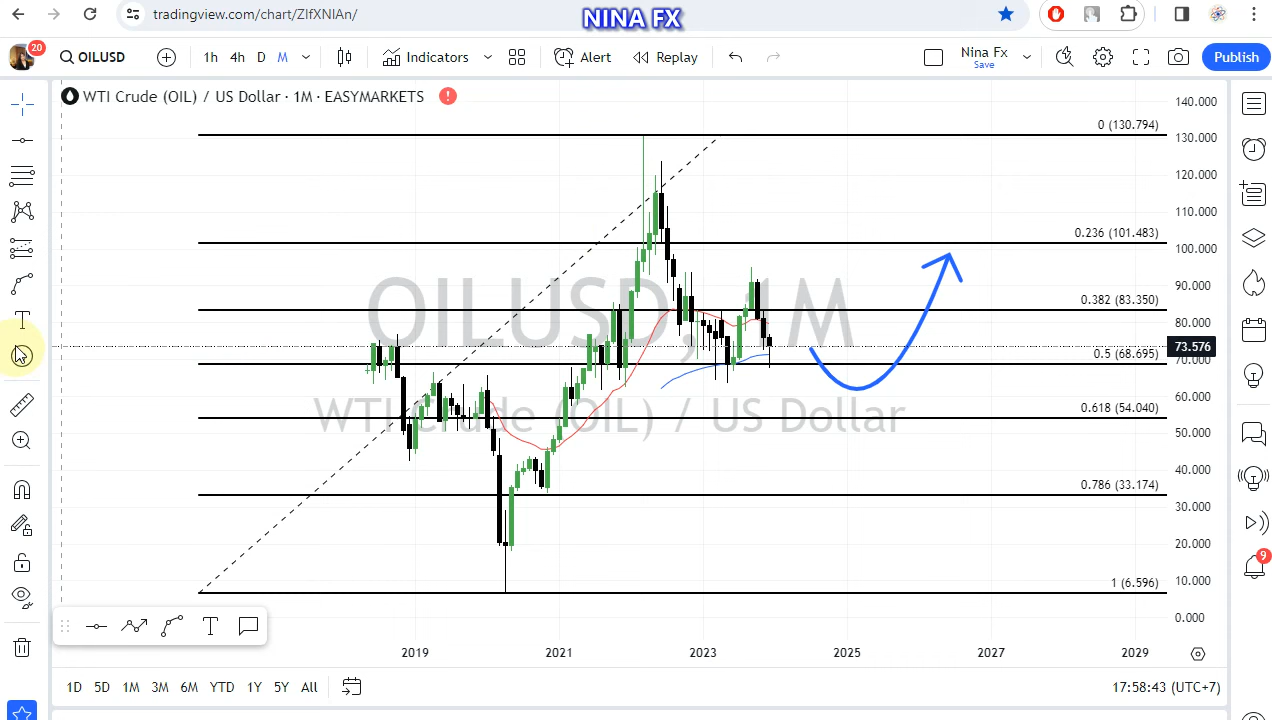 tradingview.com/chart/ZlfXNIAn/
NINA FX
20
OILUSD
1h 4h D M
Indicators
Alert
Replay
Nina Fx
Save
Publish
WTI Crude (OIL) / US Dollar · 1M · EASYMARKETS
OILUSD, 1M
WTI Crude (OIL) / US Dollar
0 (130.794)
0.236 (101.483)
0.382 (83.350)
0.5 (68.695)
0.618 (54.040)
0.786 (33.174)
1 (6.596)
140.000
130.000
120.000
110.000
100.000
90.000
80.000
73.576
70.000
60.000
50.000
40.000
30.000
20.000
10.000
0.000
9
2019 2021 2023 2025 2027 2029
1D 5D 1M 3M 6M YTD 1Y 5Y All
17:58:43 (UTC+7)